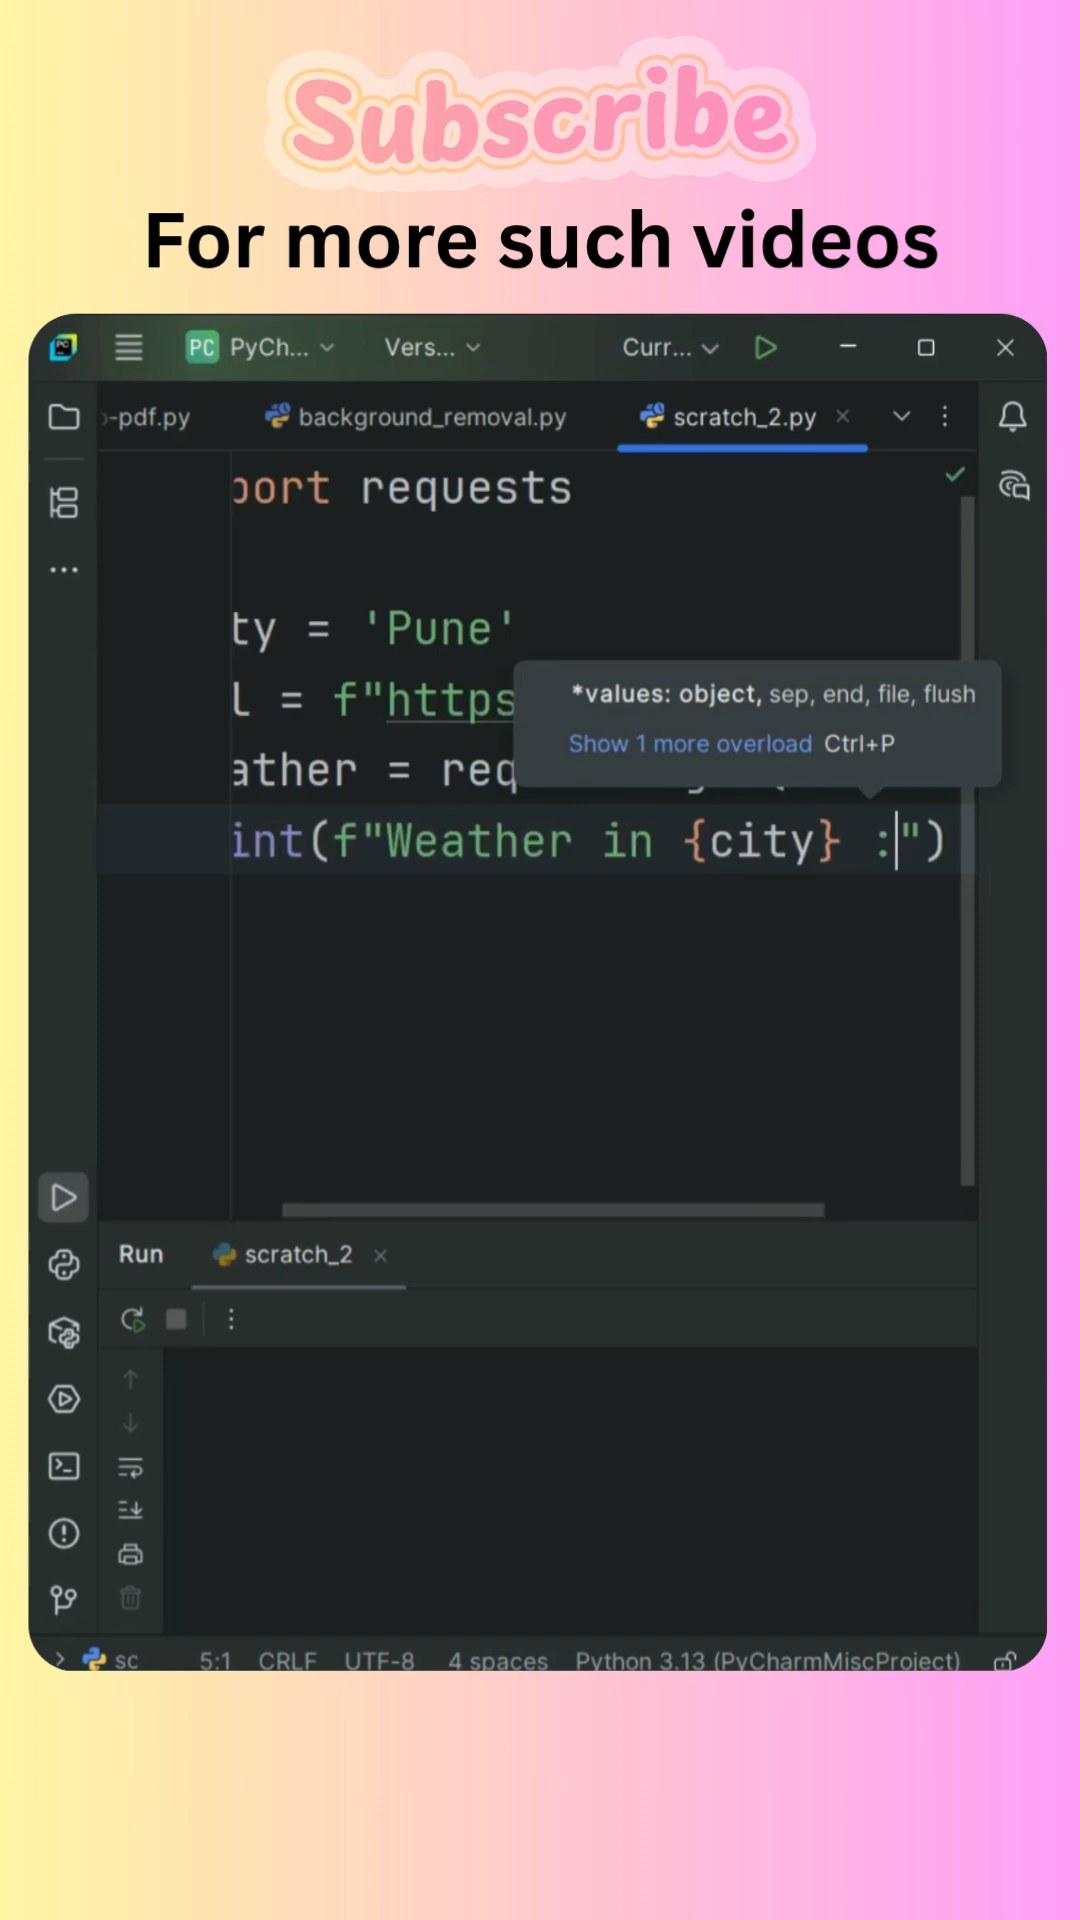 Subscribe
For more such videos
PC PyCh... Vers... Curr...
-pdf.py background_removal.py scratch_2.py
port requests
ty = 'Pune'
l = f"https
*values: object, sep, end, file, flush
Show 1 more overload Ctrl+P
ather = req
int(f"Weather in {city} :")
Run scratch_2
sc 5:1 CRLF UTF-8 4 spaces Python 3.13 (PyCharmMiscProject)